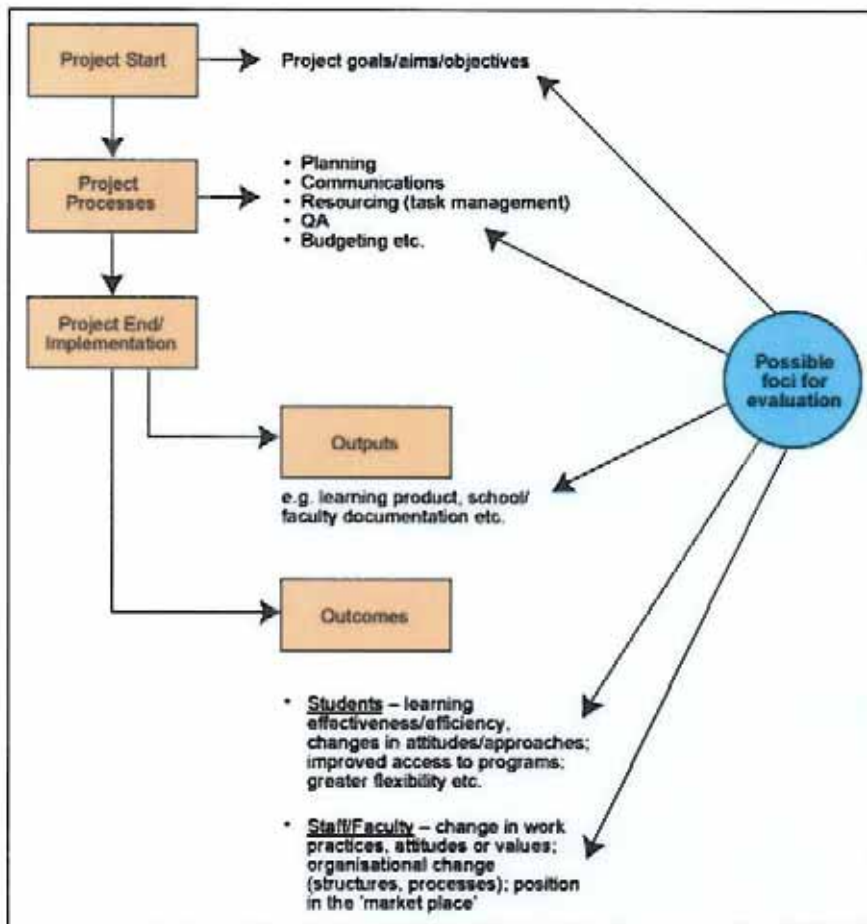 Project Start
Project goals/aims/objectives
Project
Processes
• Planning
• Communications
• Resourcing (task management)
• QA
• Budgeting etc.
Project End/
Implementation
Possible
foci for
evaluation
Outputs
e.g. learning product, school/
faculty documentation etc.
Outcomes
• Students – learning
effectiveness/efficiency,
changes in attitudes/approaches;
improved access to programs;
greater flexibility etc.
• Staff/Faculty – change in work
practices, attitudes or values;
organisational change
(structures, processes); position
in the 'market place'